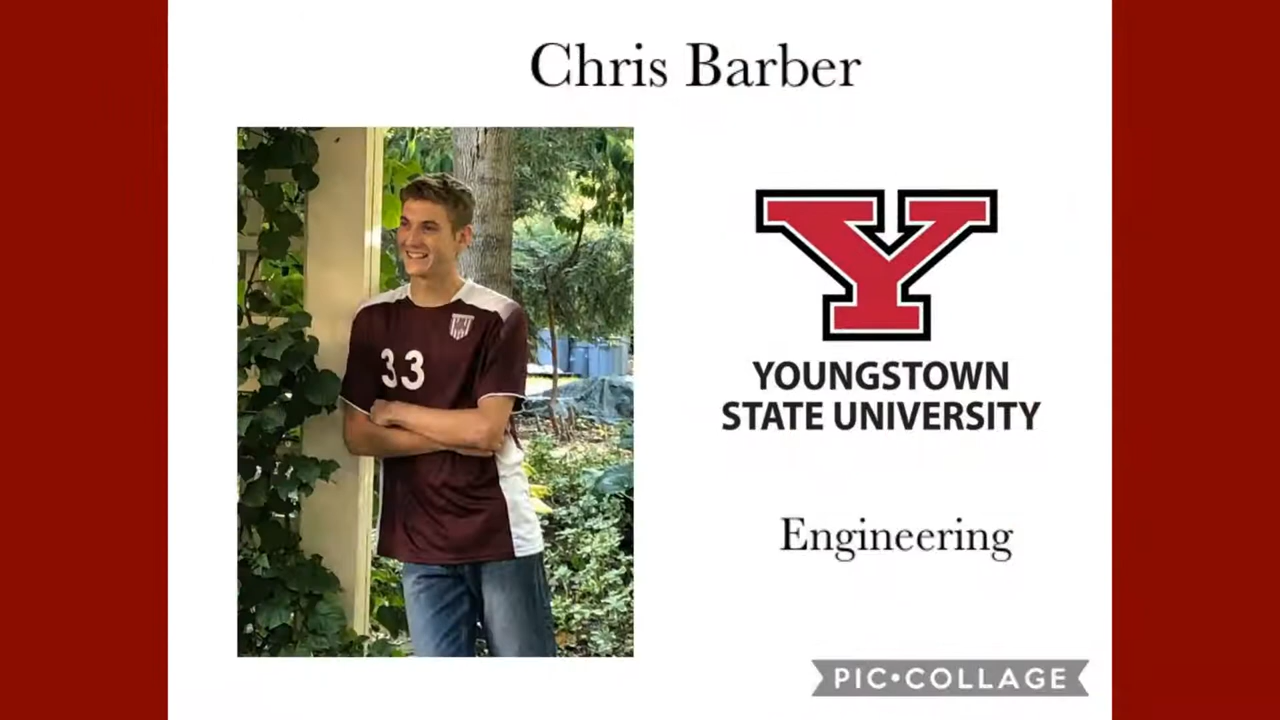 Chris Barber
33
Y
YOUNGSTOWN
STATE UNIVERSITY
Engineering
PIC•COLLAGE